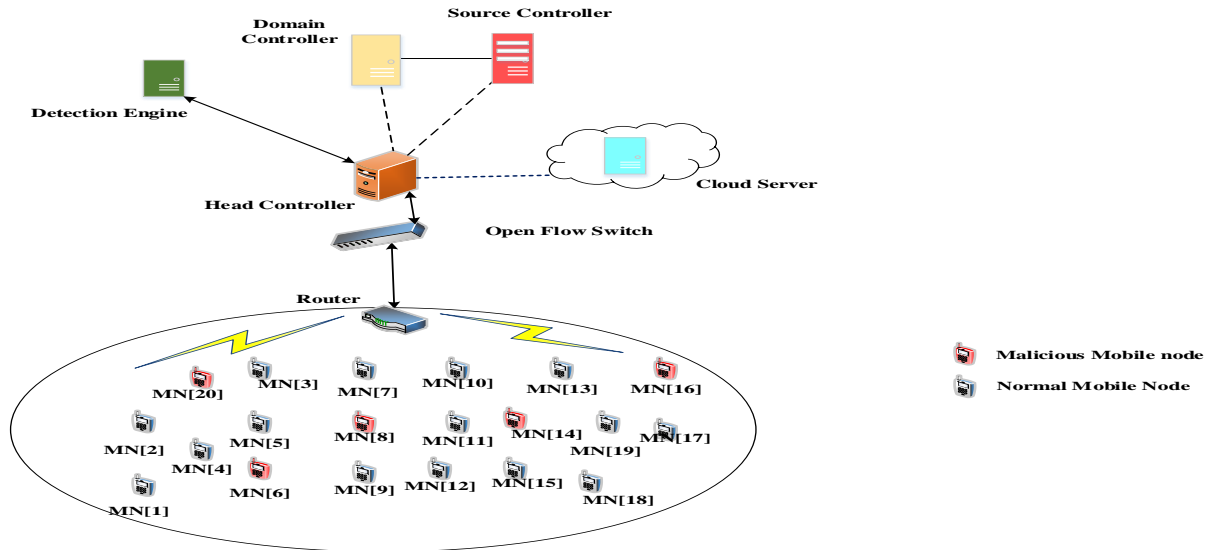 Source Controller
Domain
Controller
Detection Engine
Cloud Server
Head Controller
Open Flow Switch
Router
Malicious Mobile node
Normal Mobile Node
MN[20]
MN[3]
MN[7]
MN[10]
MN[13]
MN[16]
MN[2]
MN[5]
MN[8]
MN[11]
MN[14]
MN[19]
MN[17]
MN[4]
MN[6]
MN[9]
MN[12]
MN[15]
MN[18]
MN[1]